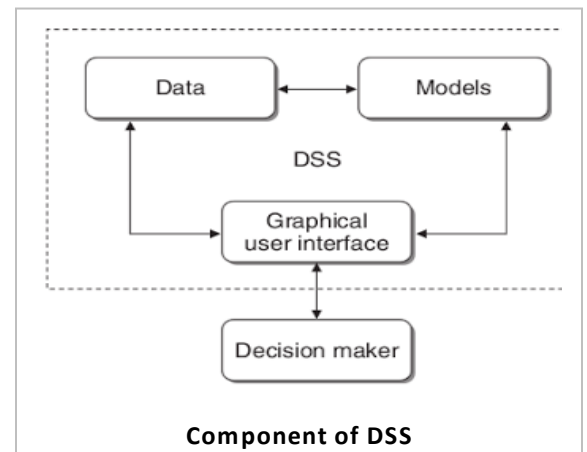 Data
Models
DSS
Graphical
user interface
Decision maker
Component of DSS